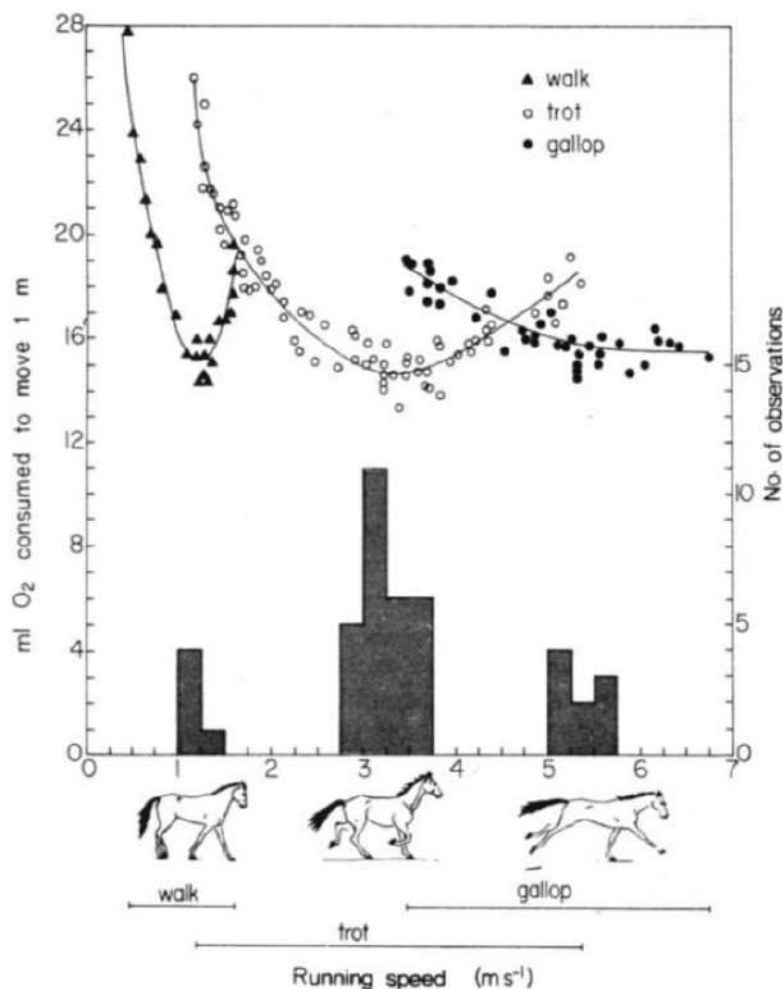 28
24
20
16
12
8
4
0
ml O₂ consumed to move 1 m
▲ walk
○ trot
● gallop
15
10
5
0
No. of observations
0 1 2 3 4 5 6 7
walk
gallop
trot
Running speed (m s⁻¹)